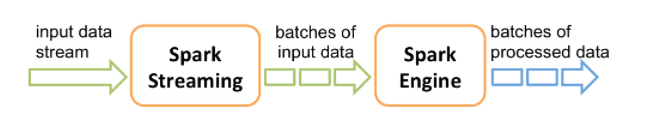 input data
stream
Spark
Streaming
batches of
input data
Spark
Engine
batches of
processed data